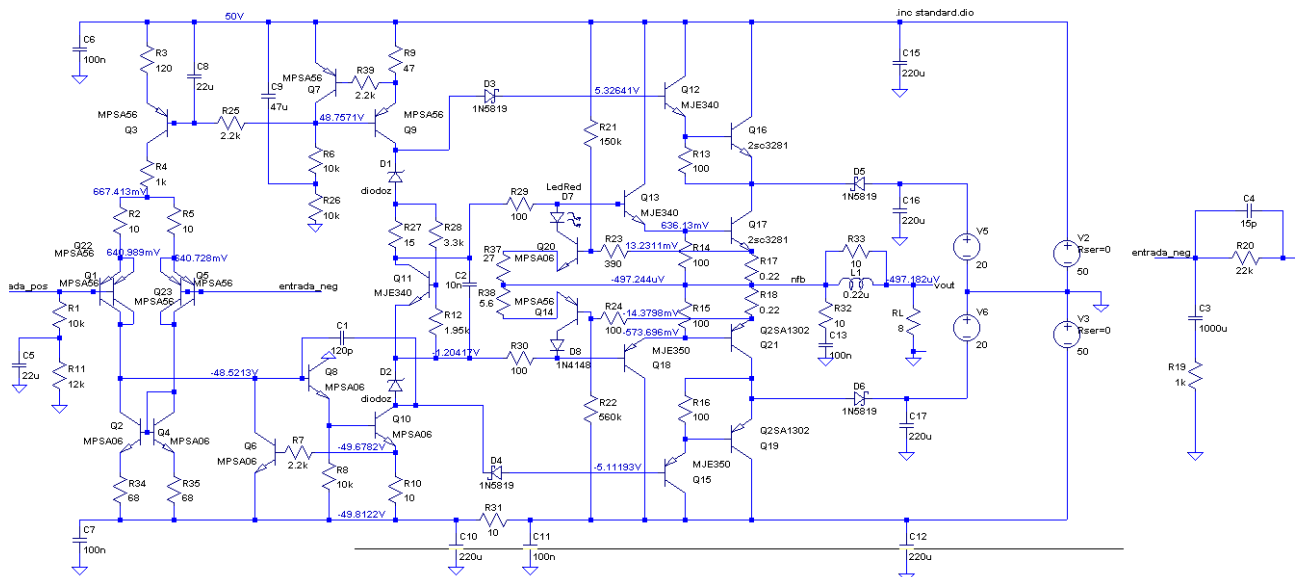 50V
.inc standard.dio
C6
100n
R3
120
C8
22u
C9
47u
MPSA56
Q7
R39
2.2k
R9
47
MPSA56
Q9
MPSA56
Q3
R25
2.2k
48.7571V
D3
1N5819
5.32641V
Q12
MJE340
C15
220u
R21
150k
R6
10k
R26
10k
D1
diodoz
R4
1k
667.413mV
R13
100
Q16
2sc3281
R2
10
R5
10
R27
15
R28
3.3k
R29
100
LedRed
D7
Q13
MJE340
636.13mV
D5
1N5819
C16
220u
Q17
2sc3281
Q22
MPSA56
640.989mV
640.728mV
Q1
Q5
Q23
MPSA56
MPSA56
ada_pos
entrada_neg
Q11
MJE340
C2
10n
R37
27
Q20
MPSA06
R23
390
13.2311mV
R14
100
R17
0.22
R33
10
L1
0.22u
-497.244uV
nfb
-497.182uV
vout
V5
20
V2
Rser=0
50
R38
5.6
MPSA56
Q14
R24
100
-14.3798mV
R15
100
R18
0.22
R32
10
C13
100n
RL
8
V6
20
V3
Rser=0
50
entrada_neg
C4
15p
R20
22k
C3
1000u
R19
1k
R1
10k
C5
22u
R11
12k
C1
120p
R12
1.95k
-1.20417V
R30
100
D8
1N4148
-573.696mV
MJE350
Q18
Q2SA1302
Q21
-48.5213V
Q8
MPSA06
D2
diodoz
Q10
MPSA06
R22
560k
R16
100
D6
1N5819
C17
220u
Q2SA1302
Q19
Q2
MPSA06
Q4
MPSA06
Q6
MPSA06
R7
2.2k
-49.6782V
R8
10k
R10
10
D4
1N5819
-5.11193V
MJE350
Q15
R34
68
R35
68
-49.8122V
R31
10
C7
100n
C10
220u
C11
100n
C12
220u